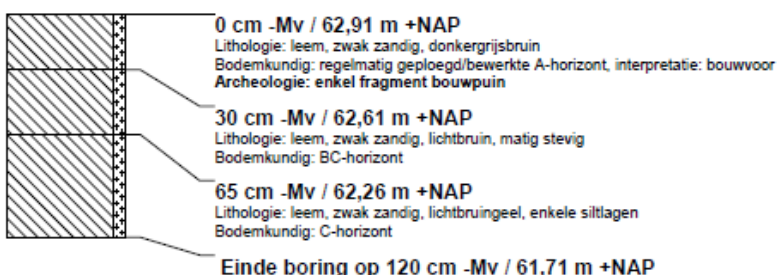 0 cm -Mv / 62,91 m +NAP
Lithologie: leem, zwak zandig, donkergrijsbruin
Bodemkundig: regelmatig geploegd/bewerkte A-horizont, interpretatie: bouwvoor
Archeologie: enkel fragment bouwpuin
30 cm -Mv / 62,61 m +NAP
Lithologie: leem, zwak zandig, lichtbruin, matig stevig
Bodemkundig: BC-horizont
65 cm -Mv / 62,26 m +NAP
Lithologie: leem, zwak zandig, lichtbruingeel, enkele siltlagen
Bodemkundig: C-horizont
Einde boring op 120 cm -Mv / 61,71 m +NAP